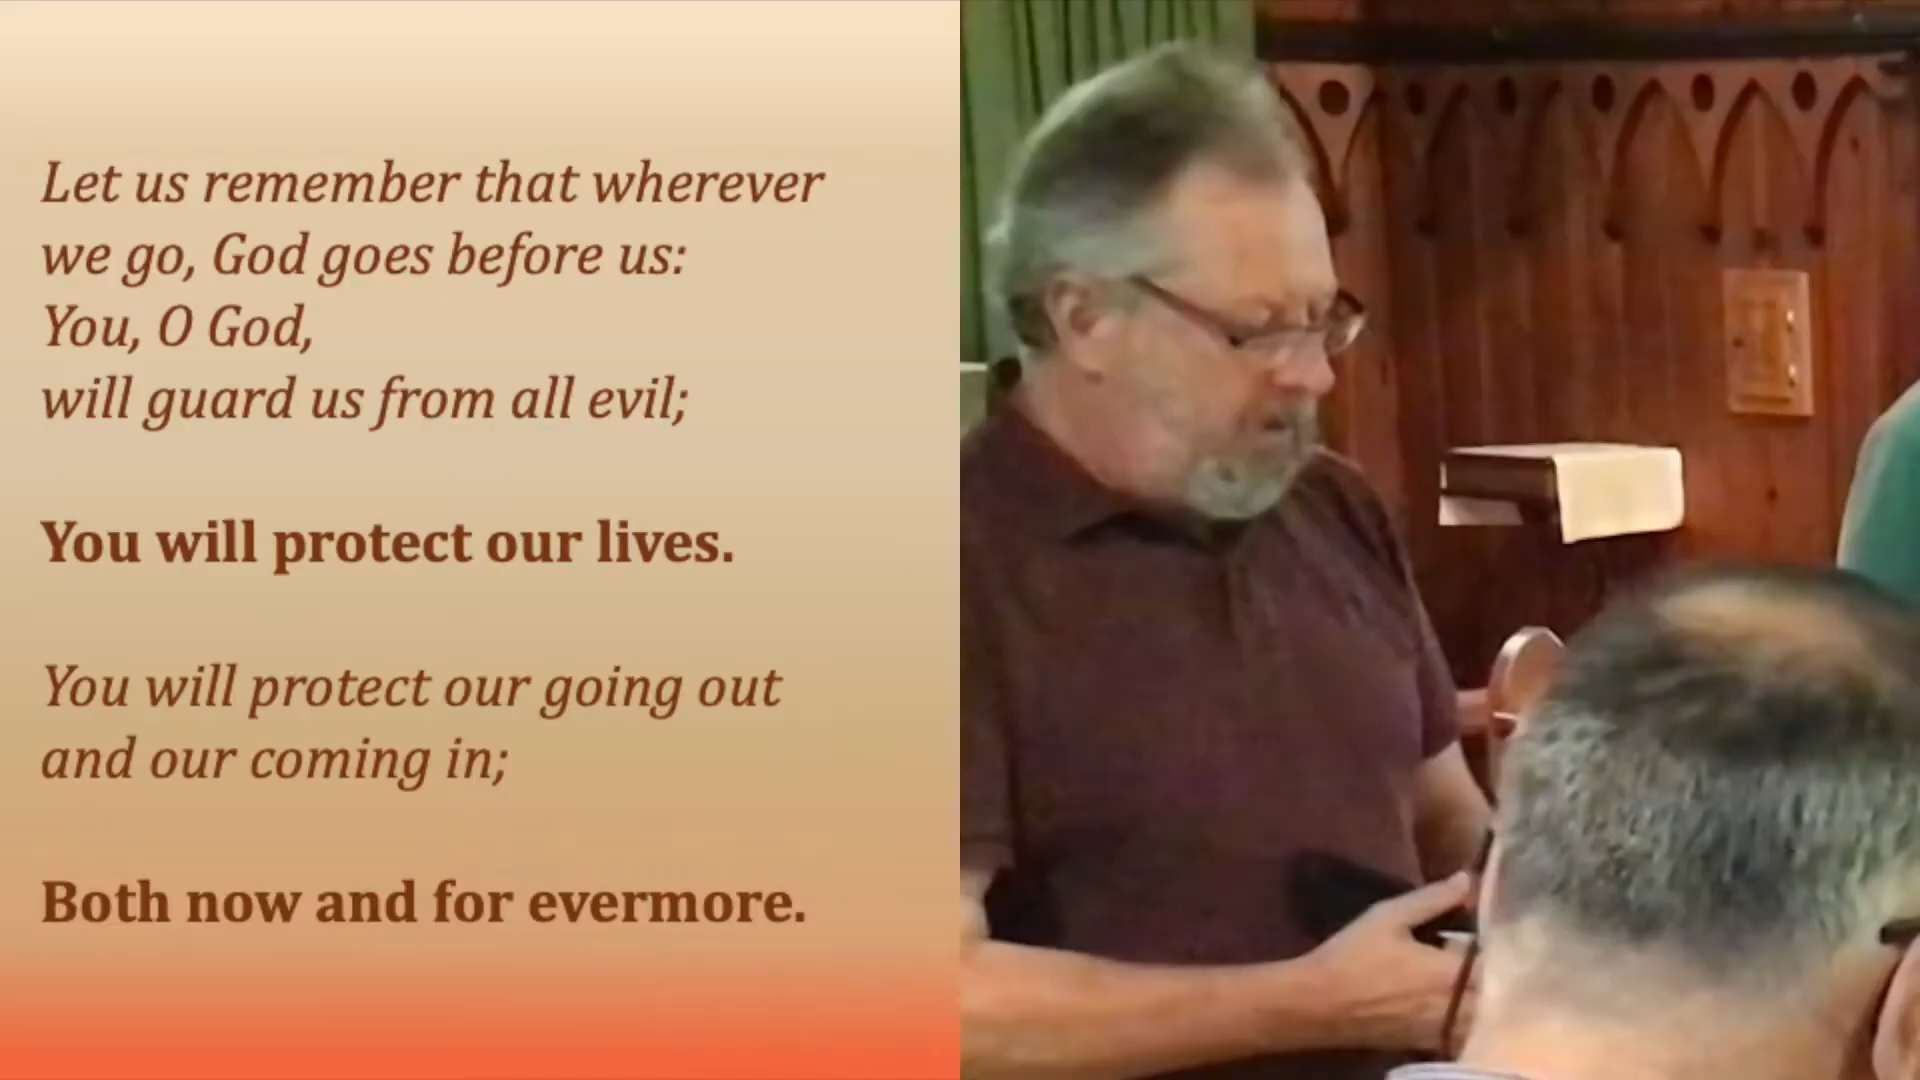 Let us remember that wherever
we go, God goes before us:
You, O God,
will guard us from all evil;
You will protect our lives.
You will protect our going out
and our coming in;
Both now and for evermore.